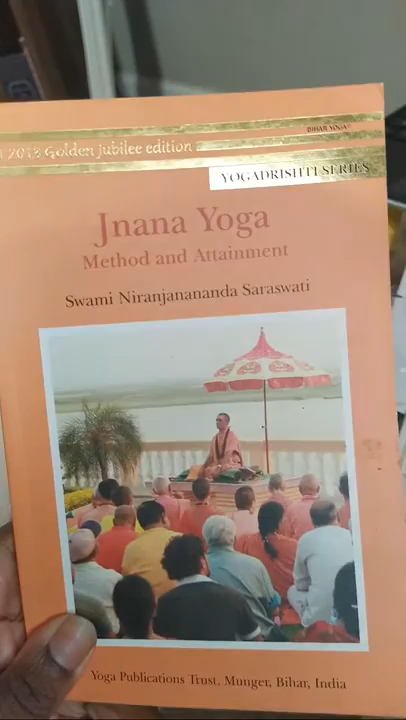 BIHAR YOGA®
2013 Golden Jubilee edition
YOGADRISHTI SERIES
Jnana Yoga
Method and Attainment
Swami Niranjanananda Saraswati
Yoga Publications Trust, Munger, Bihar, India